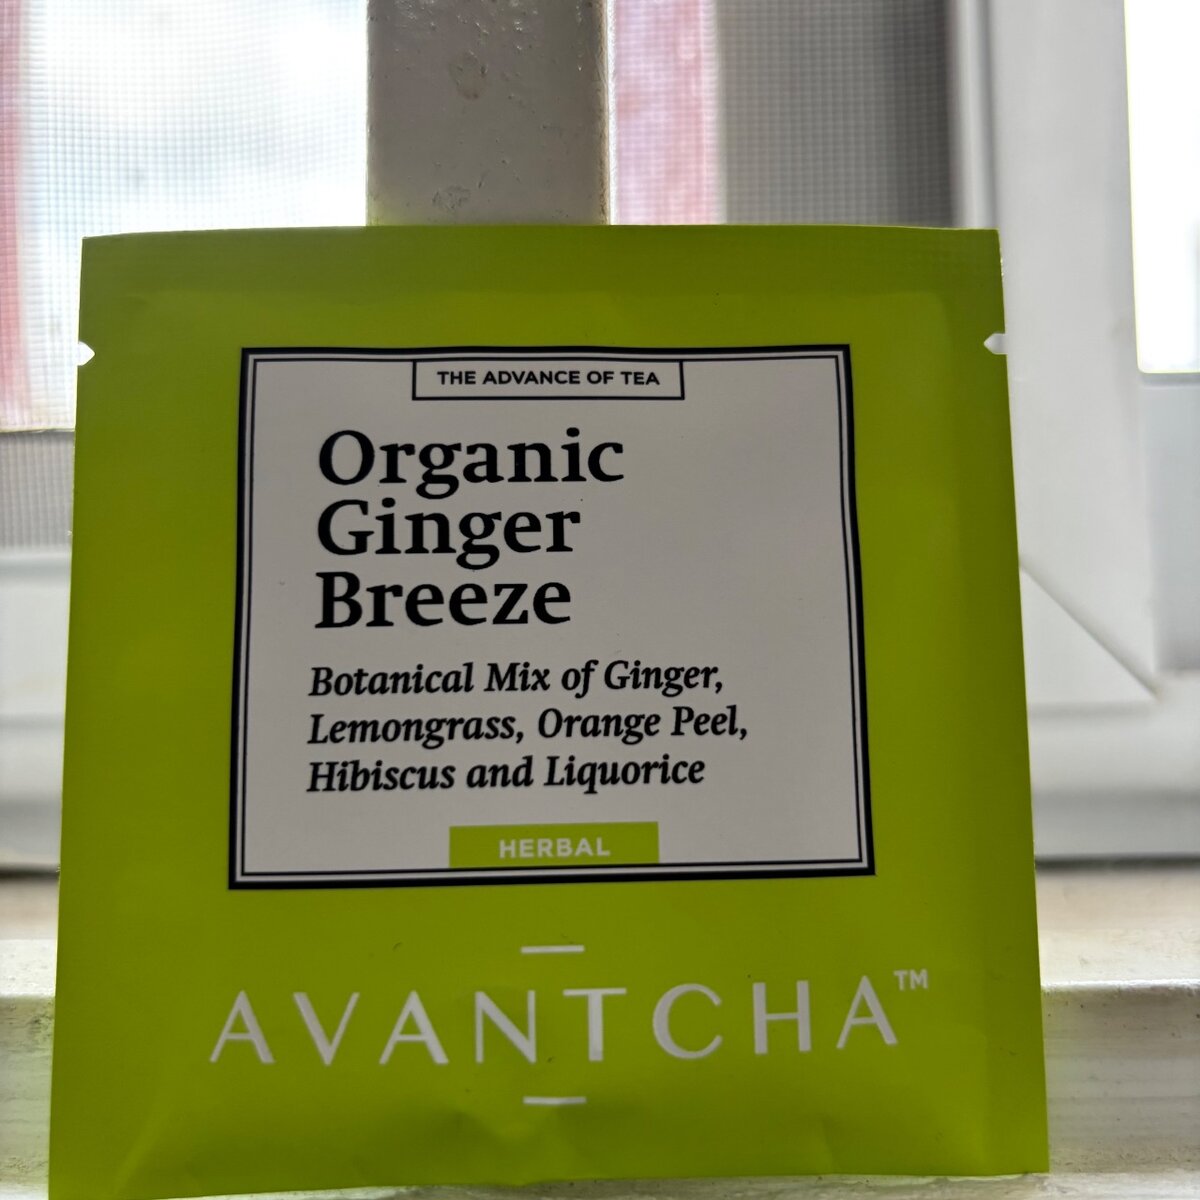 THE ADVANCE OF TEA
Organic
Ginger
Breeze
Botanical Mix of Ginger,
Lemongrass, Orange Peel,
Hibiscus and Liquorice
HERBAL
AVANTCHA™